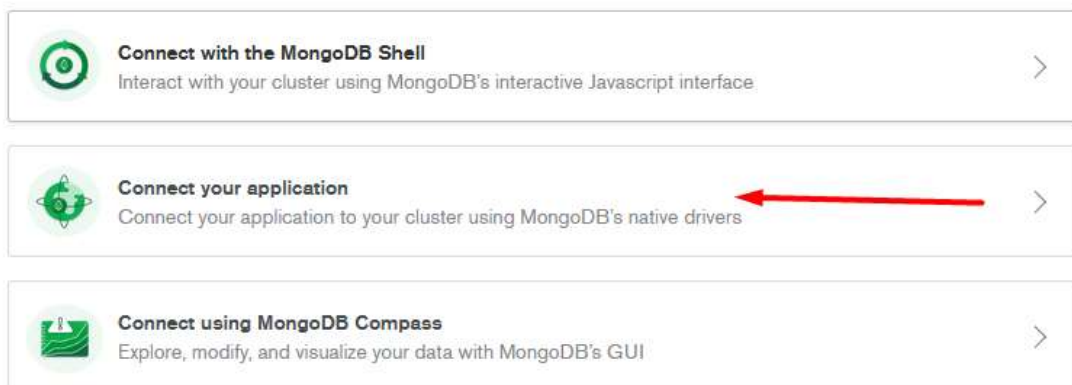 Connect with the MongoDB Shell
Interact with your cluster using MongoDB's interactive Javascript interface
Connect your application
Connect your application to your cluster using MongoDB's native drivers
Connect using MongoDB Compass
Explore, modify, and visualize your data with MongoDB's GUI